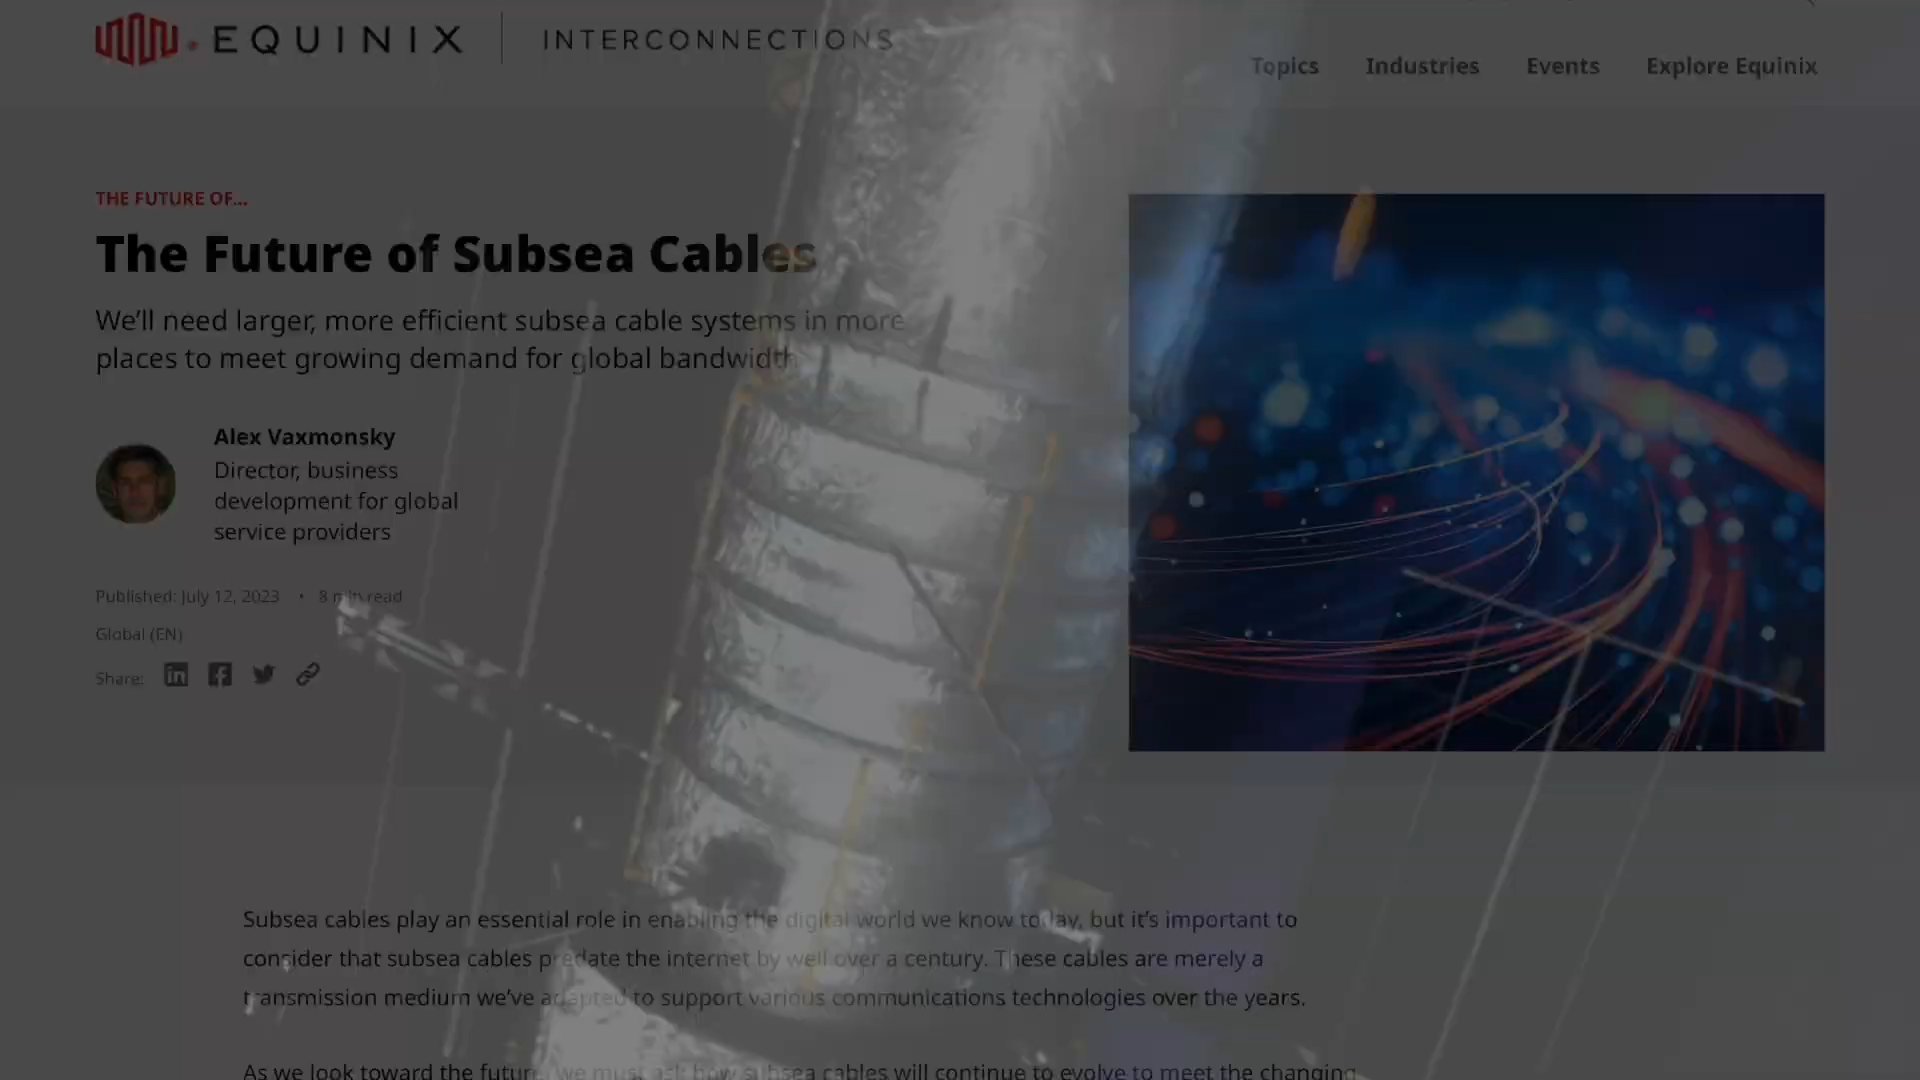 EQUINIX | INTERCONNECTIONS
Topics Industries Events Explore Equinix
THE FUTURE OF...
The Future of Subsea Cables
We'll need larger, more efficient subsea cable systems in more
places to meet growing demand for global bandwidth
Alex Vaxmonsky
Director, business
development for global
service providers
Published: July 12, 2023 • 8 min read
Global (EN)
Share:
Subsea cables play an essential role in enabling the digital world we know today, but it's important to
consider that subsea cables predate the internet by well over a century. These cables are merely a
transmission medium we've adapted to support various communications technologies over the years.
As we look toward the future, we must ask how subsea cables will continue to evolve to meet the changing